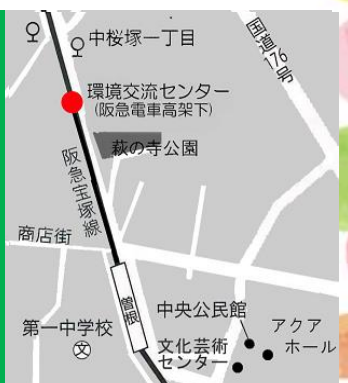 中桜塚一丁目
国道176号
環境交流センター
(阪急電車高架下)
萩の寺公園
阪急宝塚線
商店街
曽根
中央公民館
第一中学校
文
アクア
ホール
文化芸術
センター